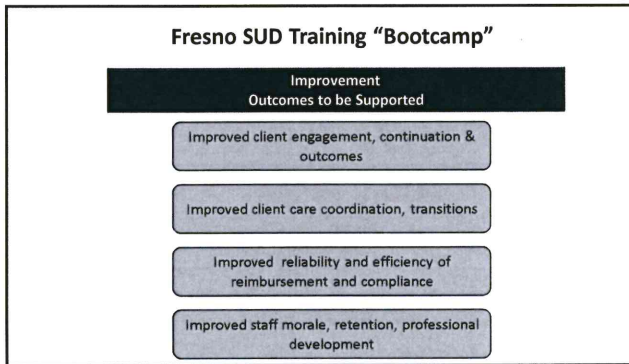 Fresno SUD Training “Bootcamp”
Improvement
Outcomes to be Supported
Improved client engagement, continuation &
outcomes
Improved client care coordination, transitions
Improved reliability and efficiency of
reimbursement and compliance
Improved staff morale, retention, professional
development